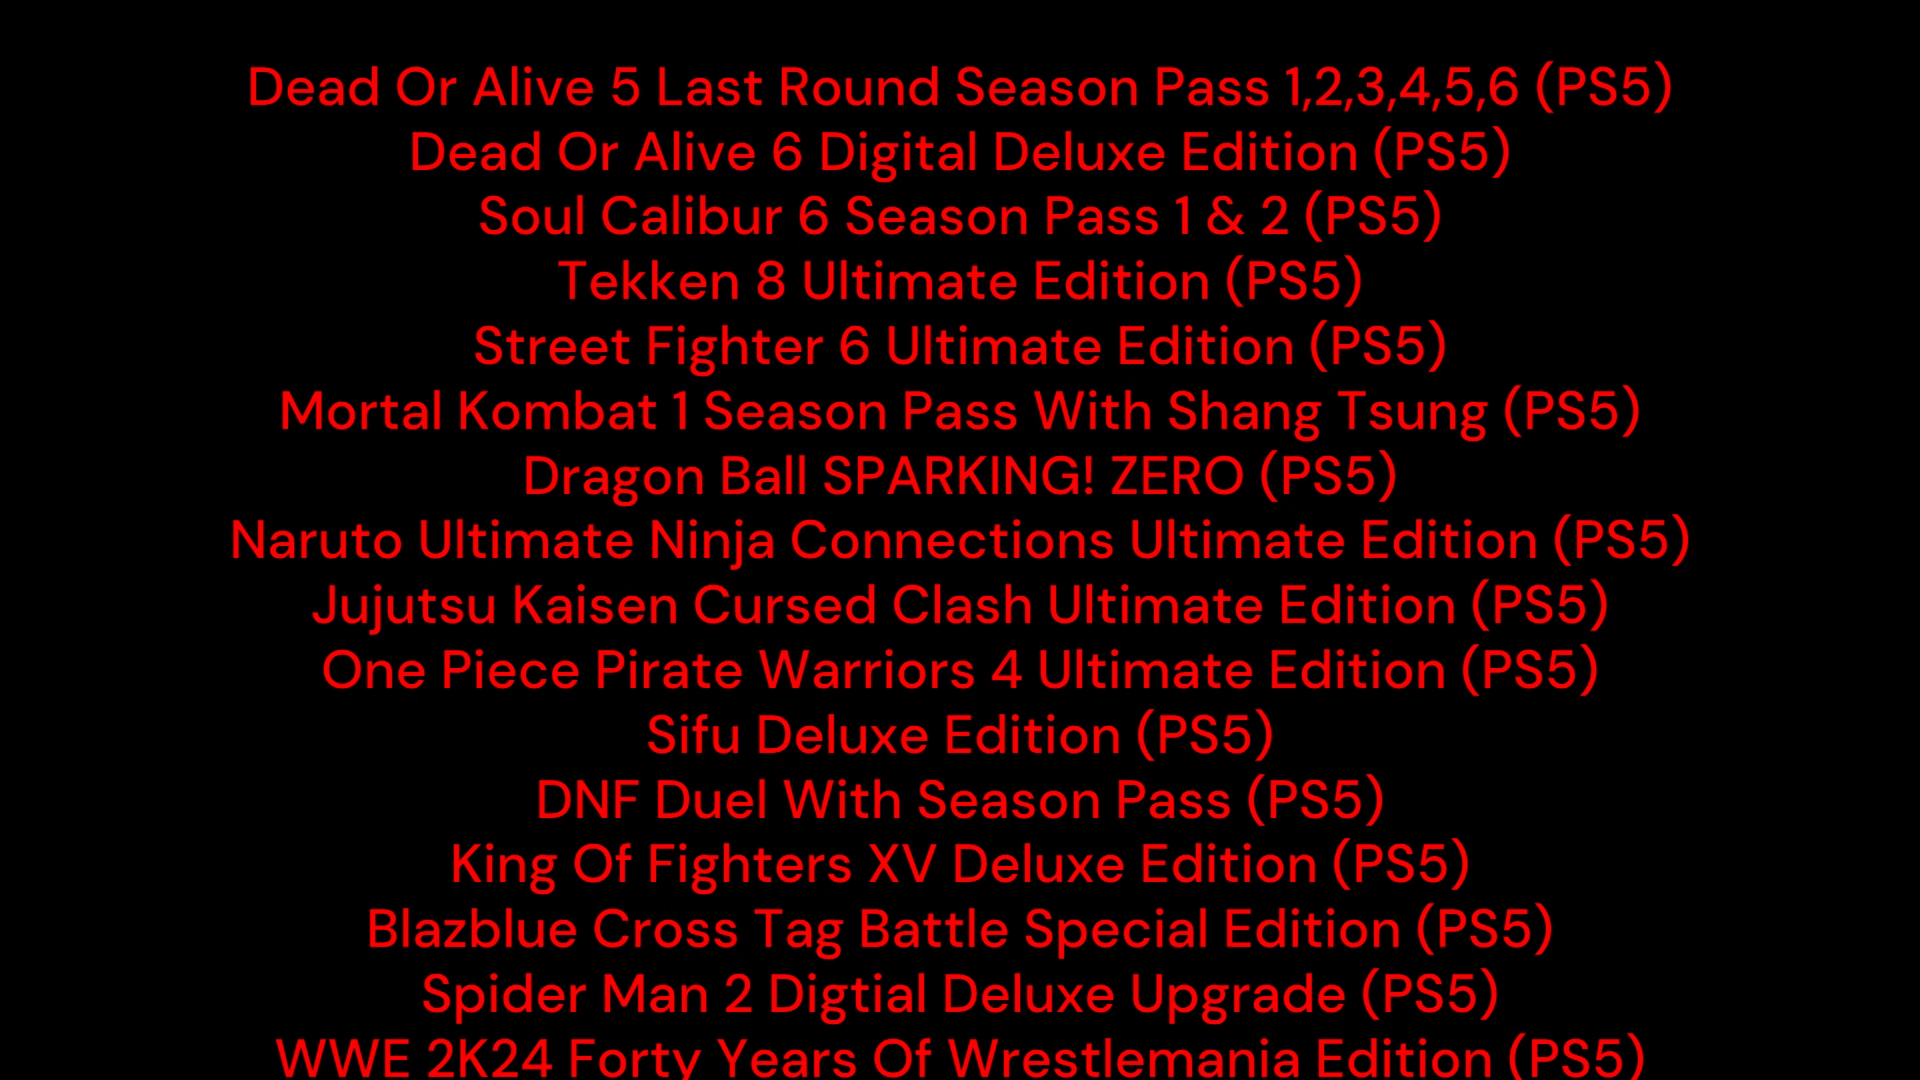 Dead Or Alive 5 Last Round Season Pass 1,2,3,4,5,6 (PS5)
Dead Or Alive 6 Digital Deluxe Edition (PS5)
Soul Calibur 6 Season Pass 1 & 2 (PS5)
Tekken 8 Ultimate Edition (PS5)
Street Fighter 6 Ultimate Edition (PS5)
Mortal Kombat 1 Season Pass With Shang Tsung (PS5)
Dragon Ball SPARKING! ZERO (PS5)
Naruto Ultimate Ninja Connections Ultimate Edition (PS5)
Jujutsu Kaisen Cursed Clash Ultimate Edition (PS5)
One Piece Pirate Warriors 4 Ultimate Edition (PS5)
Sifu Deluxe Edition (PS5)
DNF Duel With Season Pass (PS5)
King Of Fighters XV Deluxe Edition (PS5)
Blazblue Cross Tag Battle Special Edition (PS5)
Spider Man 2 Digtial Deluxe Upgrade (PS5)
WWE 2K24 Forty Years Of Wrestlemania Edition (PS5)